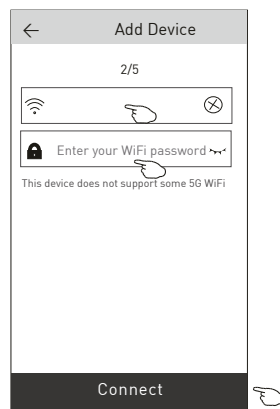 Add Device
2/5
Enter your WiFi password
This device does not support some 5G WiFi
Connect